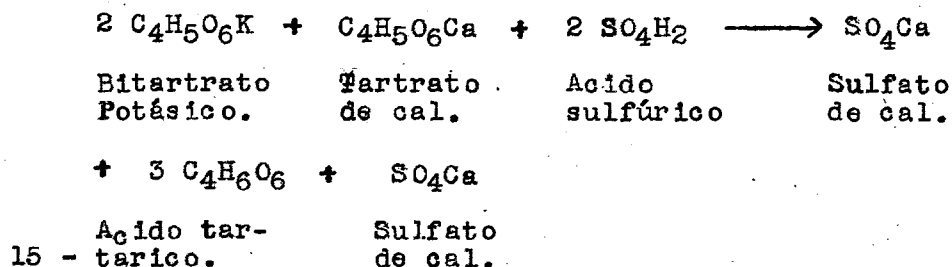 2 C₄H₅O₆K + C₄H₅O₆Ca + 2 SO₄H₂ ⟶ SO₄Ca
Bitartrato Tartrato Acido Sulfato
Potásico. de cal. sulfúrico de cal.
+ 3 C₄H₆O₆ + SO₄Ca
Acido tar- Sulfato
15 - tarico. de cal.